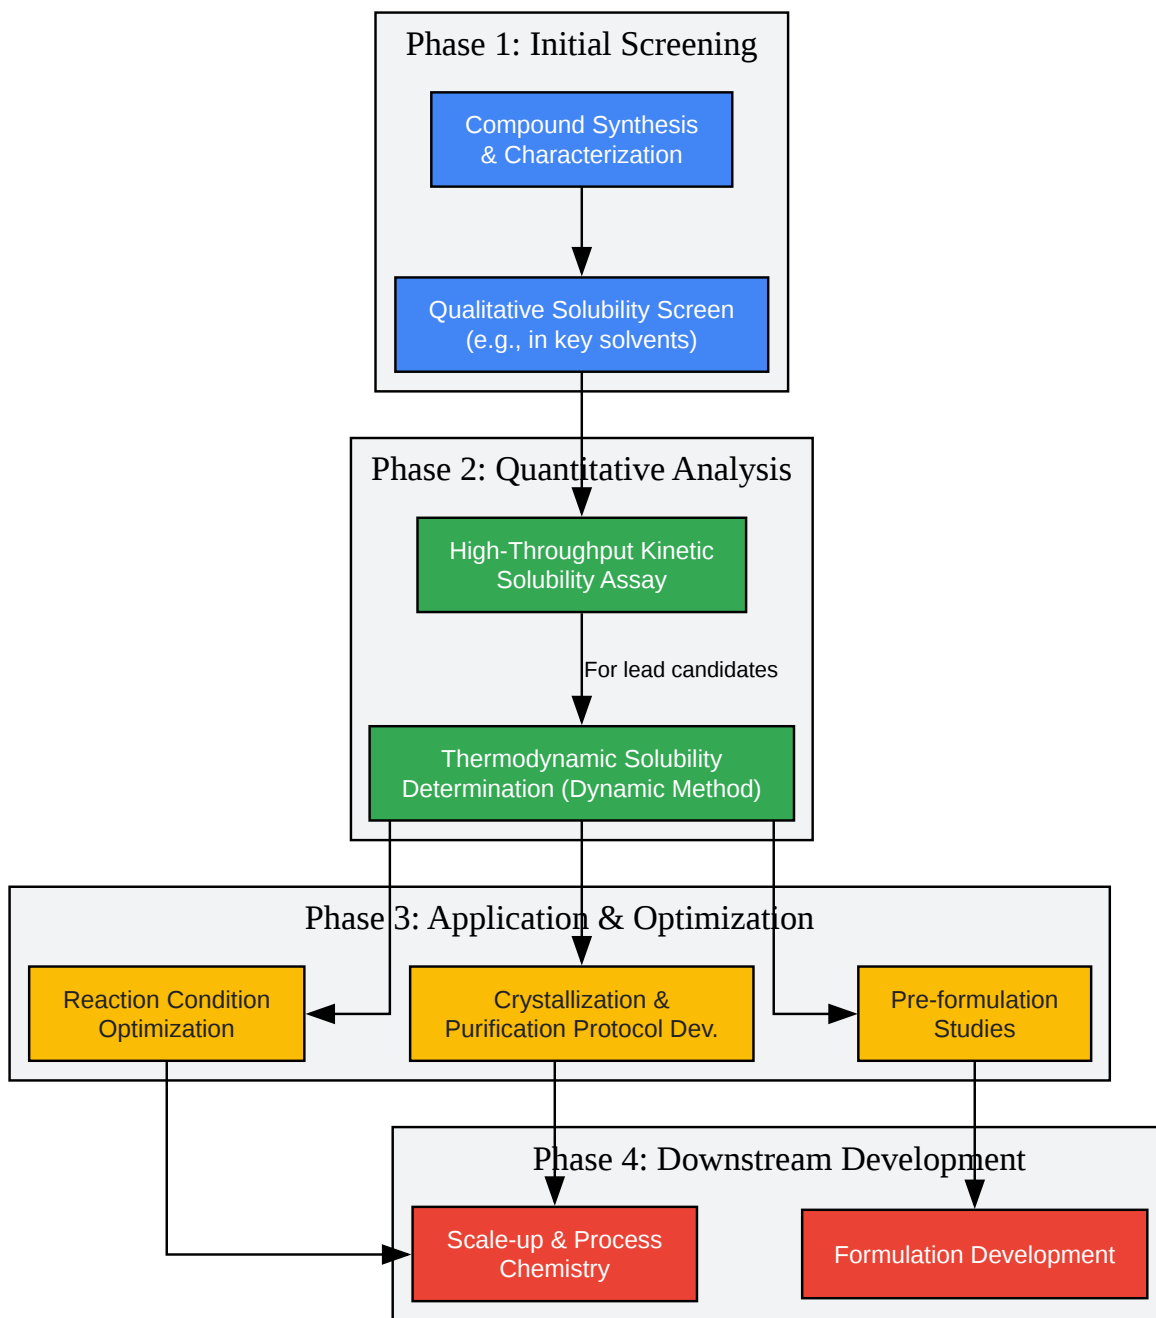 Phase 1: Initial Screening
Compound Synthesis
& Characterization
Qualitative Solubility Screen
(e.g., in key solvents)
Phase 2: Quantitative Analysis
High-Throughput Kinetic
Solubility Assay
For lead candidates
Thermodynamic Solubility
Determination (Dynamic Method)
Phase 3: Application & Optimization
Reaction Condition
Optimization
Crystallization &
Purification Protocol Dev.
Pre-formulation
Studies
Phase 4: Downstream Development
Scale-up & Process
Chemistry
Formulation Development